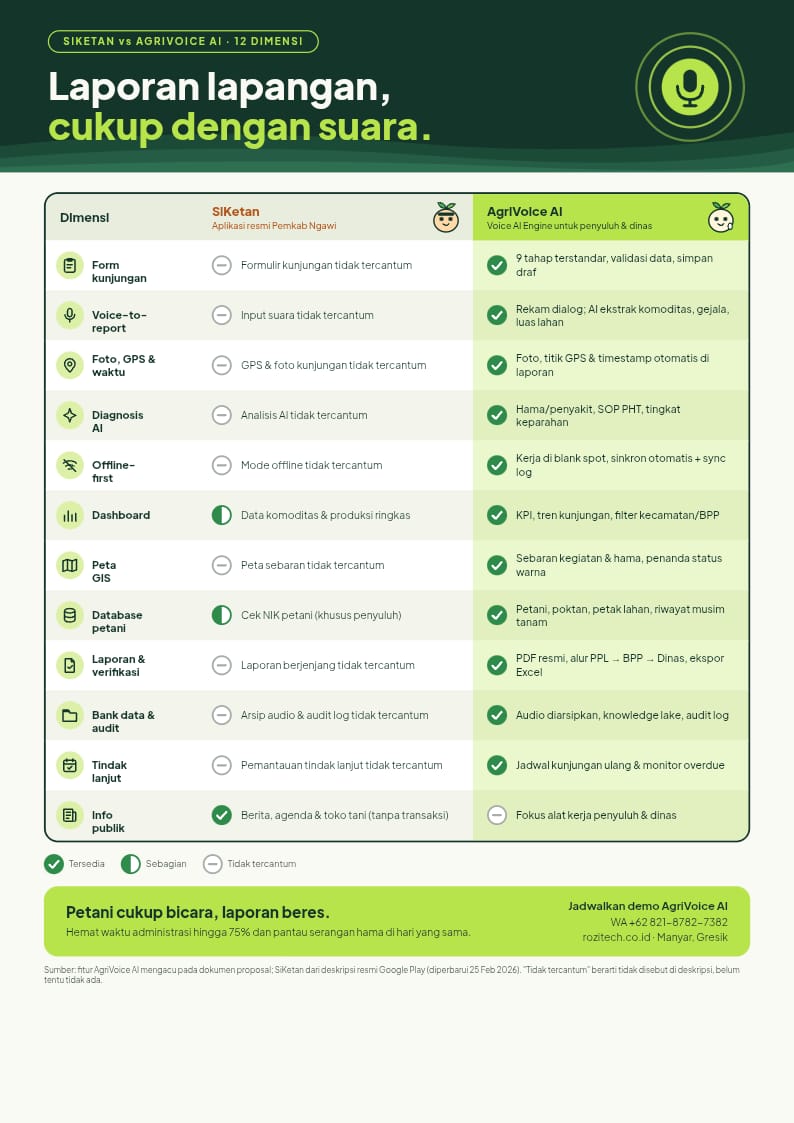 SIKETAN vs AGRIVOICE AI · 12 DIMENSI
Laporan lapangan,
cukup dengan suara.
Dimensi
SiKetan
Aplikasi resmi Pemkab Ngawi
AgriVoice AI
Voice AI Engine untuk penyuluh & dinas
Form
kunjungan
Formulir kunjungan tidak tercantum
9 tahap terstandar, validasi data, simpan
draf
Voice-to-
report
Input suara tidak tercantum
Rekam dialog; AI ekstrak komoditas, gejala,
luas lahan
Foto, GPS &
waktu
GPS & foto kunjungan tidak tercantum
Foto, titik GPS & timestamp otomatis di
laporan
Diagnosis
AI
Analisis AI tidak tercantum
Hama/penyakit, SOP PHT, tingkat
keparahan
Offline-
first
Mode offline tidak tercantum
Kerja di blank spot, sinkron otomatis + sync
log
Dashboard
Data komoditas & produksi ringkas
KPI, tren kunjungan, filter kecamatan/BPP
Peta
GIS
Peta sebaran tidak tercantum
Sebaran kegiatan & hama, penanda status
warna
Database
petani
Cek NIK petani (khusus penyuluh)
Petani, poktan, petak lahan, riwayat musim
tanam
Laporan &
verifikasi
Laporan berjenjang tidak tercantum
PDF resmi, alur PPL → BPP → Dinas, ekspor
Excel
Bank data &
audit
Arsip audio & audit log tidak tercantum
Audio diarsipkan, knowledge lake, audit log
Tindak
lanjut
Pemantauan tindak lanjut tidak tercantum
Jadwal kunjungan ulang & monitor overdue
Info
publik
Berita, agenda & toko tani (tanpa transaksi)
Fokus alat kerja penyuluh & dinas
Tersedia
Sebagian
Tidak tercantum
Petani cukup bicara, laporan beres.
Hemat waktu administrasi hingga 75% dan pantau serangan hama di hari yang sama.
Jadwalkan demo AgriVoice AI
WA +62 821-8782-7382
rozitech.co.id · Manyar, Gresik
Sumber: fitur AgriVoice AI mengacu pada dokumen proposal; SiKetan dari deskripsi resmi Google Play (diperbarui 25 Feb 2026). "Tidak tercantum" berarti tidak disebut di deskripsi, belum
tentu tidak ada.